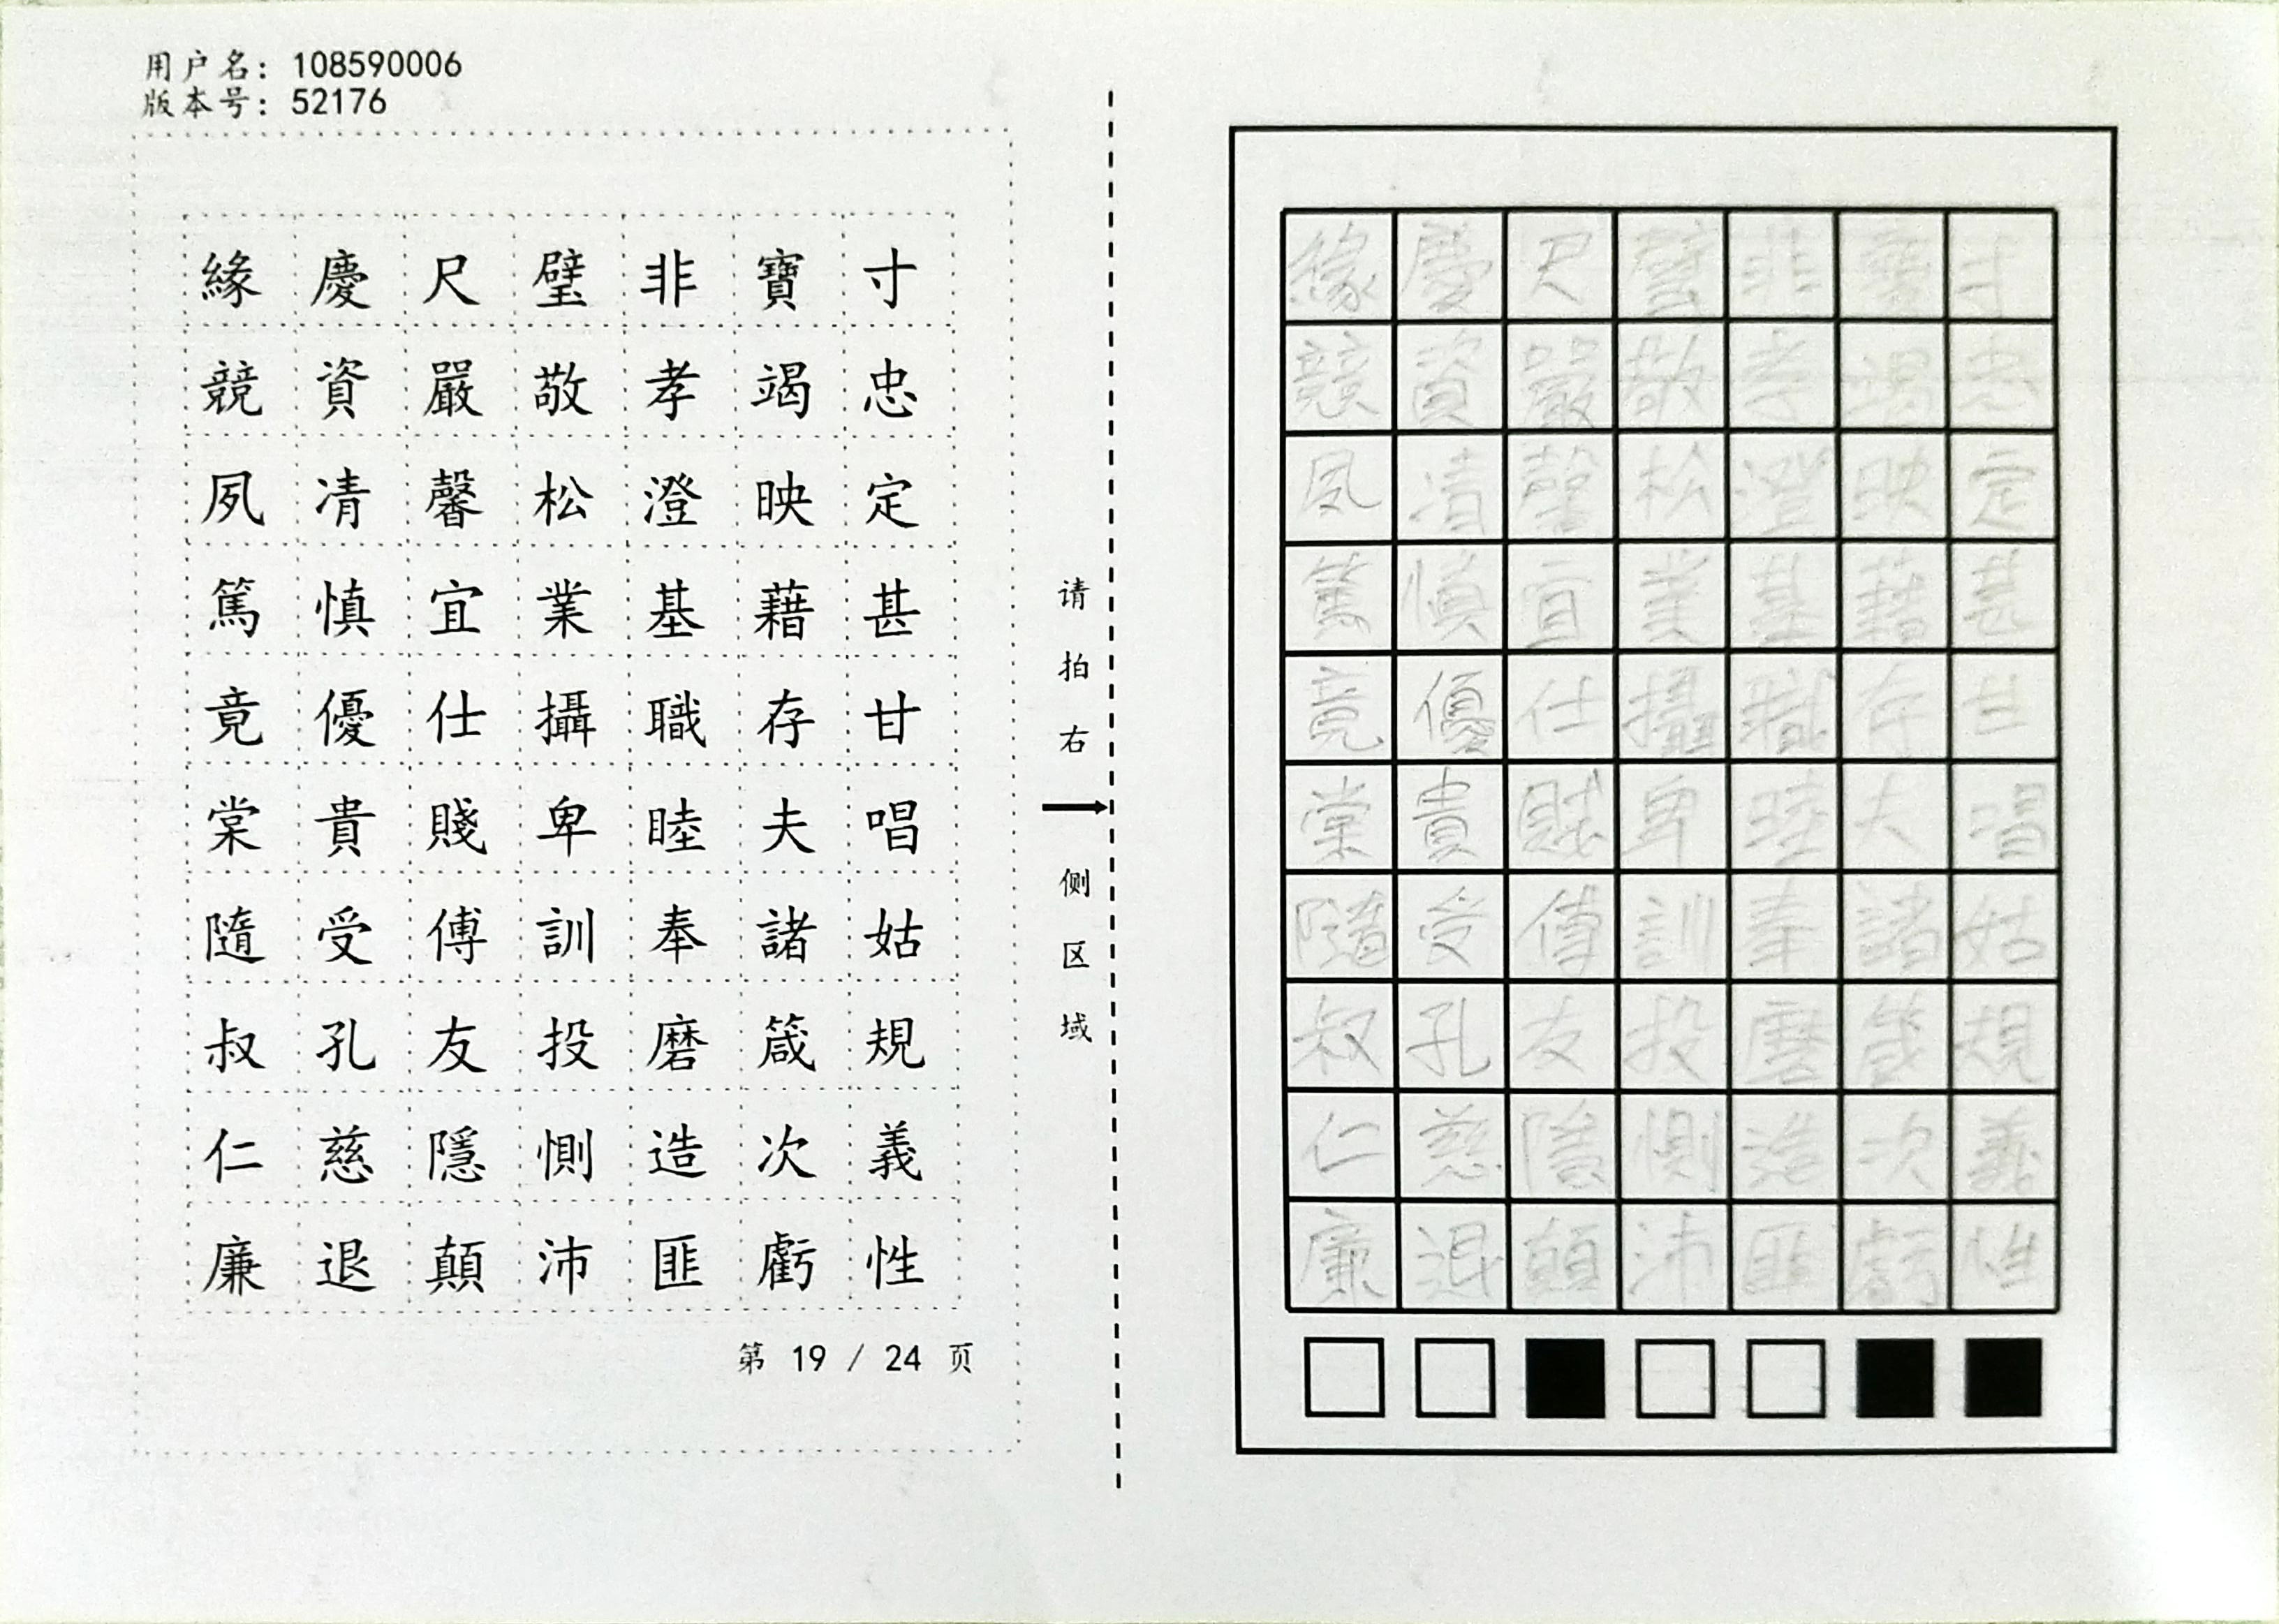 用户名: 108590006
版本号: 52176
緣慶尺璧非寶寸
競資嚴敬孝竭忠
夙凊馨松澄映定
篤慎宜業基藉甚
竟優仕攝職存甘
棠貴賤卑睦夫唱
隨受傅訓奉諸姑
叔孔友投磨箴規
仁慈隱惻造次義
廉退顛沛匪虧性
第 19 / 24 页
请拍右侧区域
緣慶尺璧非寶寸
競資嚴敬孝竭忠
夙清馨松澄映定
篤慎宜業基藉甚
竟優仕攝職存甘
棠貴賤卑睦夫唱
隨受傅訓奉諸姑
叔孔友投磨箴規
仁慈隱惻造次義
廉退顛沛匪虧性